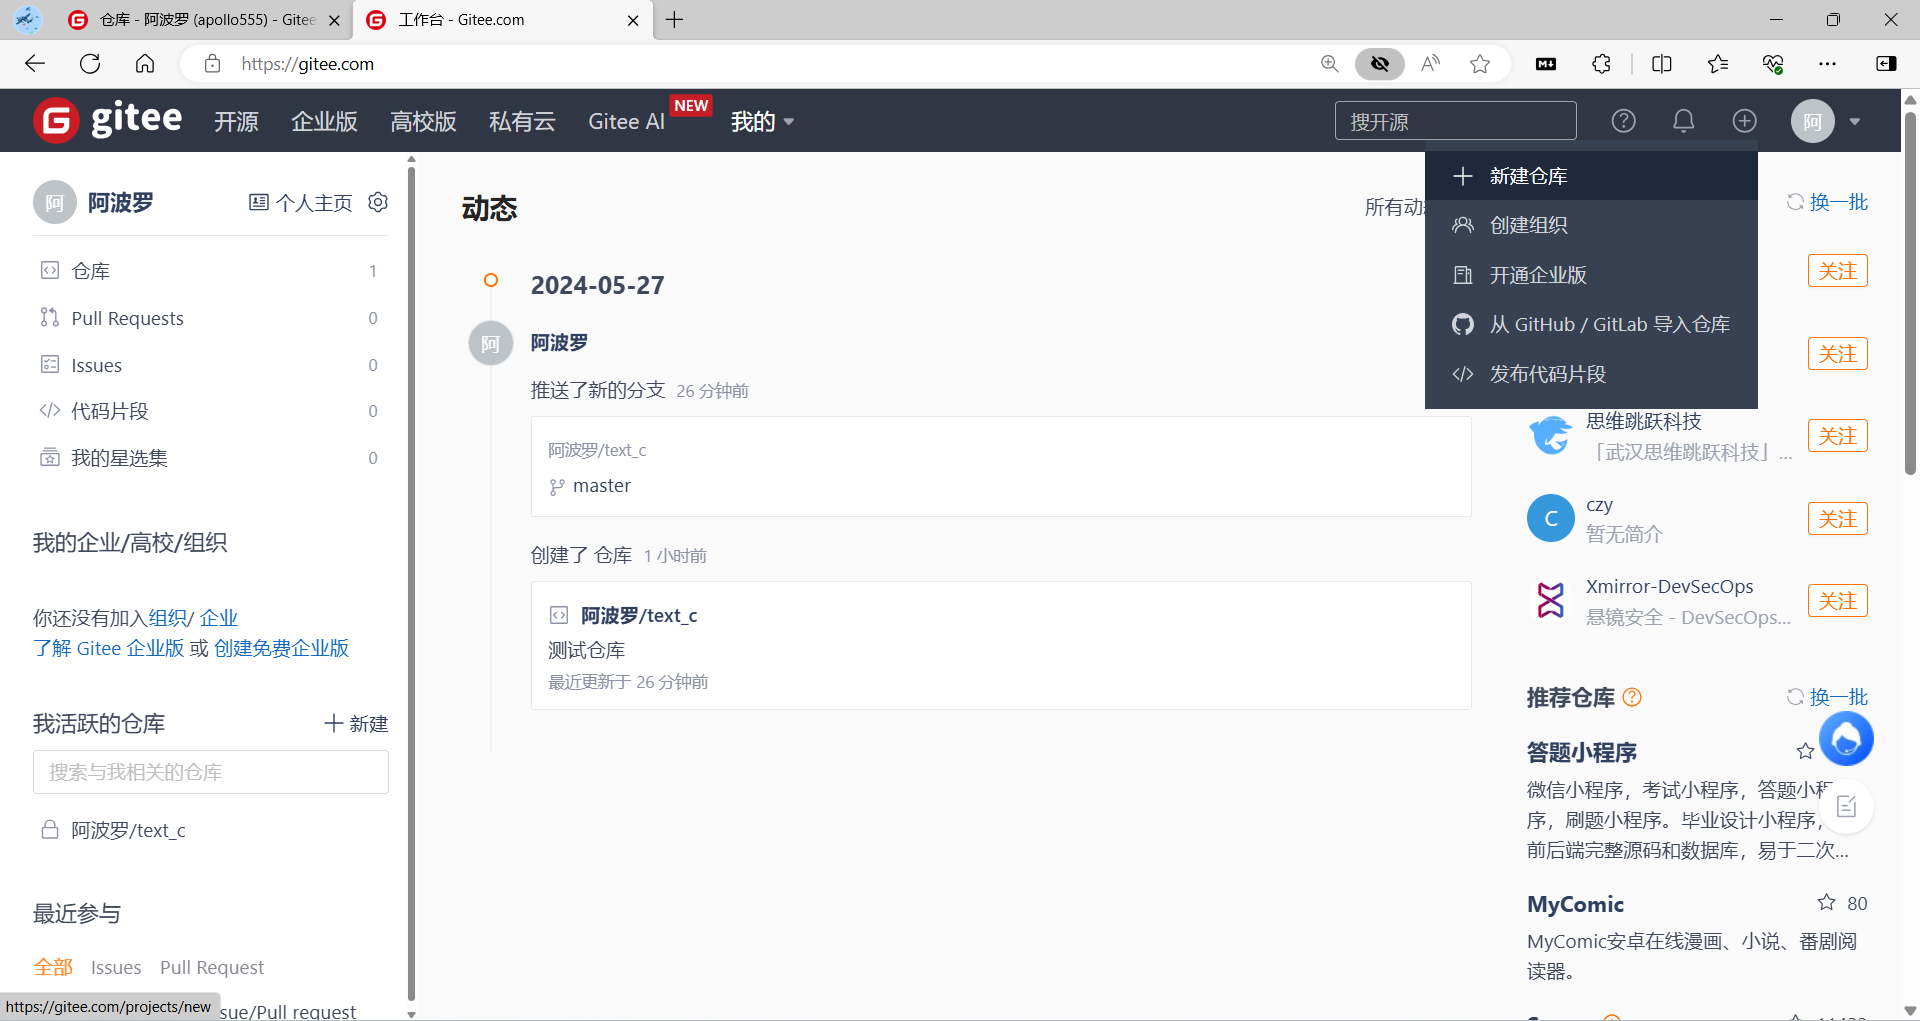 仓库 - 阿波罗 (apollo555) - Gitee
工作台 - Gitee.com
https://gitee.com
gitee
开源
企业版
高校版
私有云
Gitee AI
NEW
我的
搜开源
阿
新建仓库
创建组织
开通企业版
从 GitHub / GitLab 导入仓库
发布代码片段
阿
阿波罗
个人主页
仓库 1
Pull Requests 0
Issues 0
代码片段 0
我的星选集 0
我的企业/高校/组织
你还没有加入组织/ 企业
了解 Gitee 企业版 或 创建免费企业版
我活跃的仓库
新建
搜索与我相关的仓库
阿波罗/text_c
最近参与
全部 Issues Pull Request
sue/Pull request
https://gitee.com/projects/new
动态
所有动
2024-05-27
阿
阿波罗
推送了新的分支 26 分钟前
阿波罗/text_c
master
创建了 仓库 1 小时前
阿波罗/text_c
测试仓库
最近更新于 26 分钟前
换一批
关注
关注
思维跳跃科技
「武汉思维跳跃科技」...
关注
C
czy
暂无简介
关注
Xmirror-DevSecOps
悬镜安全 - DevSecOps...
关注
推荐仓库
换一批
答题小程序
微信小程序，考试小程序，答题小程
序，刷题小程序。毕业设计小程序，
前后端完整源码和数据库，易于二次...
MyComic
80
MyComic安卓在线漫画、小说、番剧阅
读器。